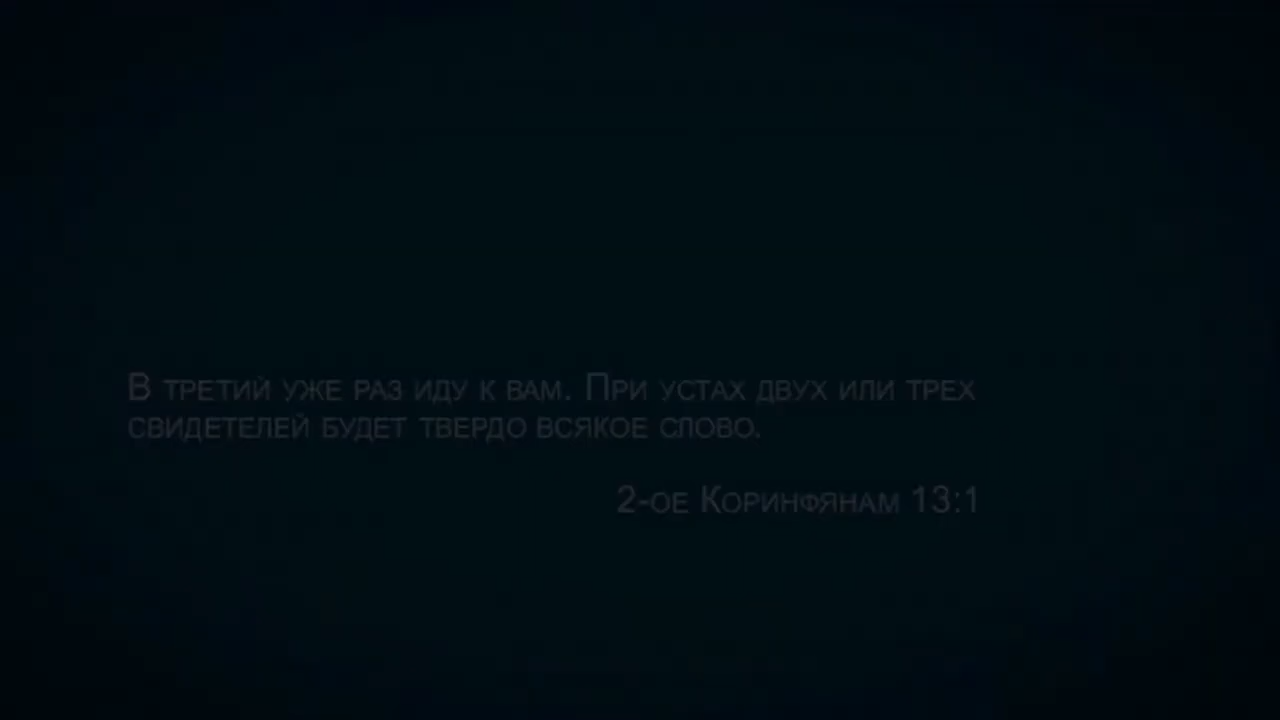 В третий уже раз иду к вам. При устах двух или трех
свидетелей будет твердо всякое слово.
2-ое Коринфянам 13:1